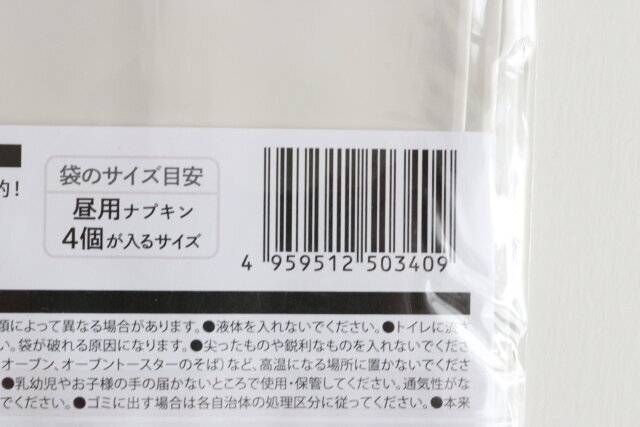 的!
袋のサイズ目安
昼用ナプキン
4個が入るサイズ
4 959512 503409
類によって異なる場合があります。●液体を入れないでください。●トイレに流さ
い。袋が破れる原因になります。●尖ったものや鋭利なものを入れないでくださ
オーブン、オーブントースターのそば)など、高温になる場所に置かないでくださ
●乳幼児やお子様の手の届かないところで使用・保管してください。通気性がな
でください。●ゴミに出す場合は各自治体の処理区分に従ってください。●本来